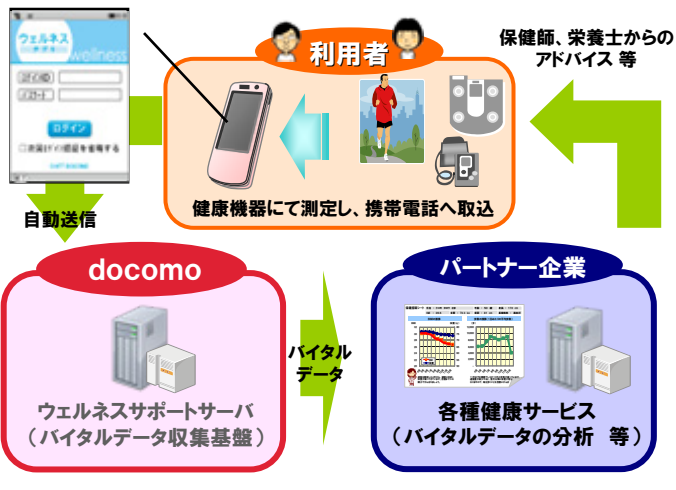 ウェルネス
wellness
ログイン
利用者
保健師、栄養士からの
アドバイス 等
健康機器にて測定し、携帯電話へ取込
自動送信
docomo
パートナー企業
バイタル
データ
ウェルネスサポートサーバ
（バイタルデータ収集基盤）
各種健康サービス
（バイタルデータの分析 等）